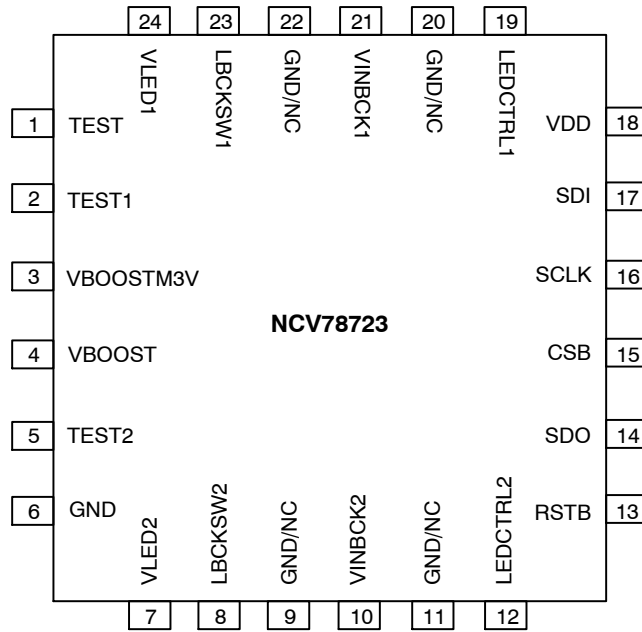 24 23 22 21 20 19
VLED1 LBCKSW1 GND/NC VINBCK1 GND/NC LEDCTRL1
1 TEST VDD 18
2 TEST1 SDI 17
3 VBOOSTM3V SCLK 16
NCV78723
4 VBOOST CSB 15
5 TEST2 SDO 14
6 GND RSTB 13
VLED2 LBCKSW2 GND/NC VINBCK2 GND/NC LEDCTRL2
7 8 9 10 11 12